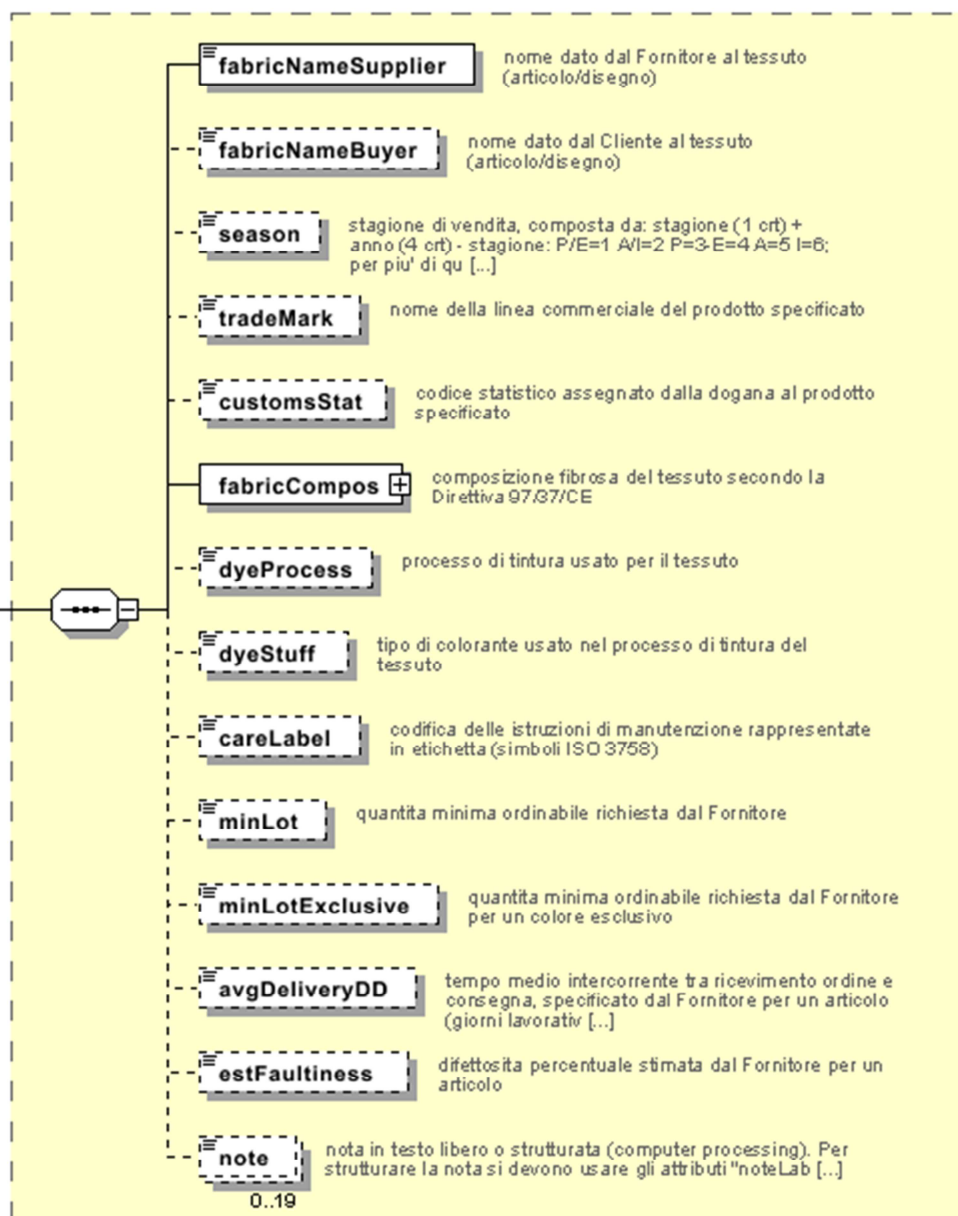 fabricNameSupplier
nome dato dal Fornitore al tessuto
(articolo/disegno)
fabricNameBuyer
nome dato dal Cliente al tessuto
(articolo/disegno)
season
stagione di vendita, composta da: stagione (1 crt) +
anno (4 crt) - stagione: P/E=1 A/I=2 P=3-E=4 A=5 I=6;
per piu' di qu [...]
tradeMark
nome della linea commerciale del prodotto specificato
customsStat
codice statistico assegnato dalla dogana al prodotto
specificato
fabricCompos
composizione fibrosa del tessuto secondo la
Direttiva 97/37/CE
dyeProcess
processo di tintura usato per il tessuto
dyeStuff
tipo di colorante usato nel processo di tintura del
tessuto
careLabel
codifica delle istruzioni di manutenzione rappresentate
in etichetta (simboli ISO 3758)
minLot
quantita minima ordinabile richiesta dal Fornitore
minLotExclusive
quantita minima ordinabile richiesta dal Fornitore
per un colore esclusivo
avgDeliveryDD
tempo medio intercorrente tra ricevimento ordine e
consegna, specificato dal Fornitore per un articolo
(giorni lavorativ [...]
estFaultiness
difettosita percentuale stimata dal Fornitore per un
articolo
note
nota in testo libero o strutturata (computer processing). Per
strutturare la nota si devono usare gli attributi "noteLab [...]
0..19